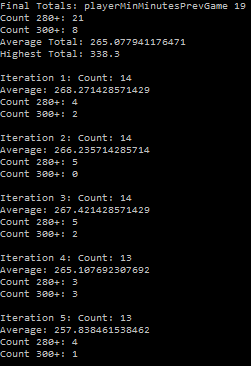 Final Totals: playerMinMinutesPrevGame 19
Count 280+: 21
Count 300+: 8
Average Total: 265.077941176471
Highest Total: 338.3

Iteration 1: Count: 14
Average: 268.271428571429
Count 280+: 4
Count 300+: 2

Iteration 2: Count: 14
Average: 266.235714285714
Count 280+: 5
Count 300+: 0

Iteration 3: Count: 14
Average: 267.421428571429
Count 280+: 5
Count 300+: 2

Iteration 4: Count: 13
Average: 265.107692307692
Count 280+: 3
Count 300+: 3

Iteration 5: Count: 13
Average: 257.838461538462
Count 280+: 4
Count 300+: 1